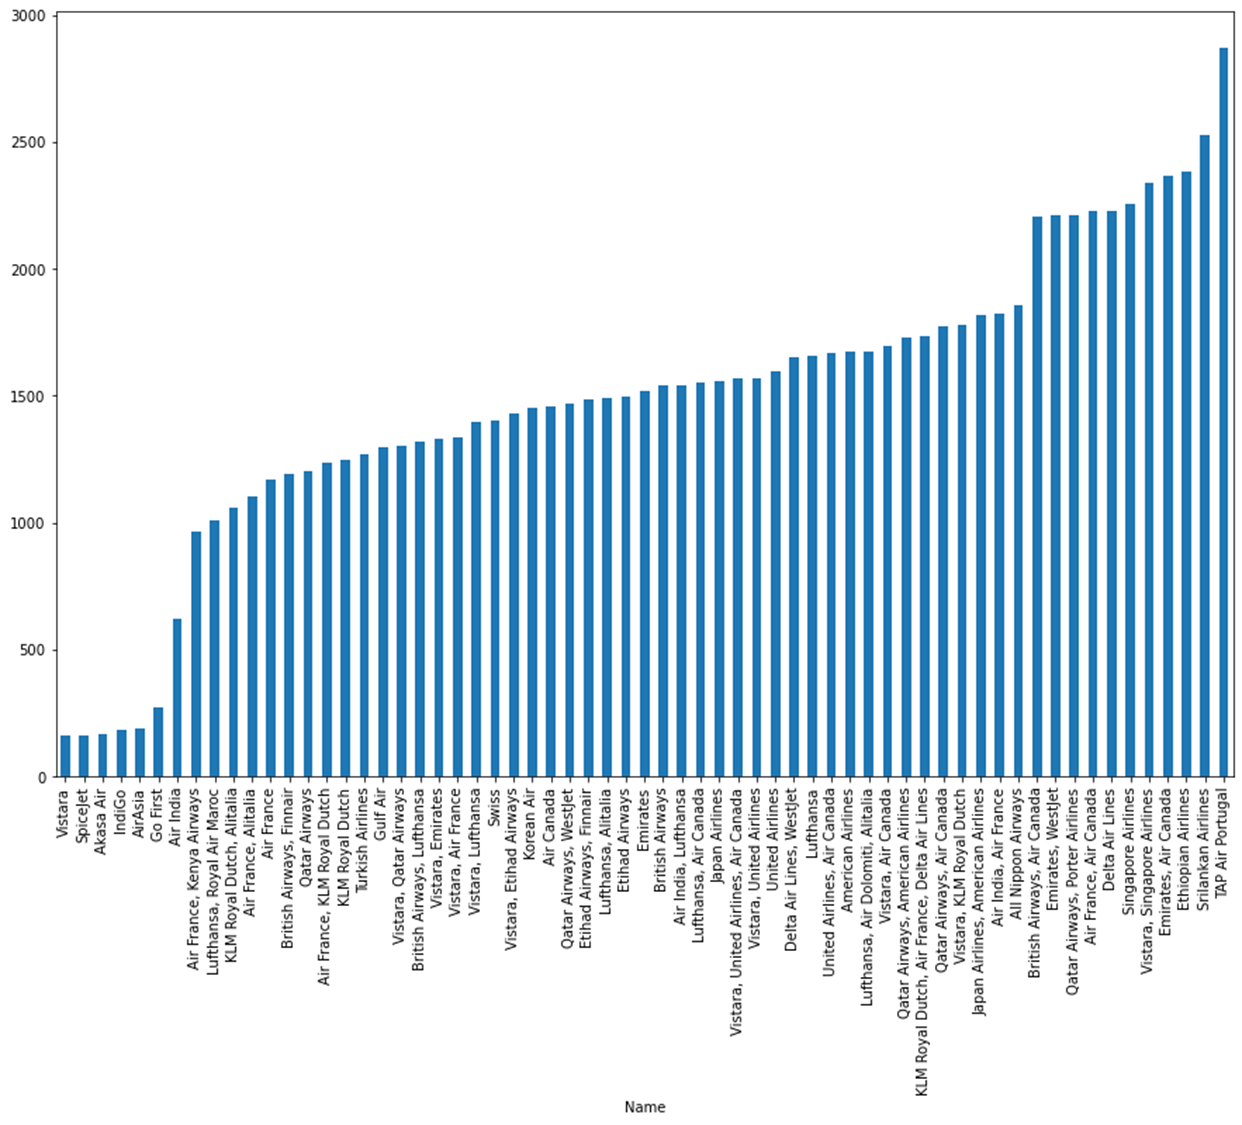 3000
2500
2000
1500
1000
500
0
Vistara
SpiceJet
Akasa Air
IndiGo
AirAsia
Go First
Air India
Air France, Kenya Airways
Lufthansa, Royal Air Maroc
KLM Royal Dutch, Alitalia
Air France, Alitalia
Air France
British Airways, Finnair
Qatar Airways
Air France, KLM Royal Dutch
KLM Royal Dutch
Turkish Airlines
Gulf Air
Vistara, Qatar Airways
British Airways, Lufthansa
Vistara, Emirates
Vistara, Air France
Vistara, Lufthansa
Swiss
Vistara, Etihad Airways
Korean Air
Air Canada
Qatar Airways, WestJet
Etihad Airways, Finnair
Lufthansa, Alitalia
Etihad Airways
Emirates
British Airways
Air India, Lufthansa
Lufthansa, Air Canada
Japan Airlines
Vistara, United Airlines, Air Canada
Vistara, United Airlines
United Airlines
Delta Air Lines, WestJet
Lufthansa
United Airlines, Air Canada
American Airlines
Lufthansa, Air Dolomiti, Alitalia
Vistara, Air Canada
Qatar Airways, American Airlines
KLM Royal Dutch, Air France, Delta Air Lines
Qatar Airways, Air Canada
Vistara, KLM Royal Dutch
Japan Airlines, American Airlines
Air India, Air France
All Nippon Airways
British Airways, Air Canada
Emirates, WestJet
Qatar Airways, Porter Airlines
Air France, Air Canada
Delta Air Lines
Singapore Airlines
Vistara, Singapore Airlines
Emirates, Air Canada
Ethiopian Airlines
Srilankan Airlines
TAP Air Portugal
Name